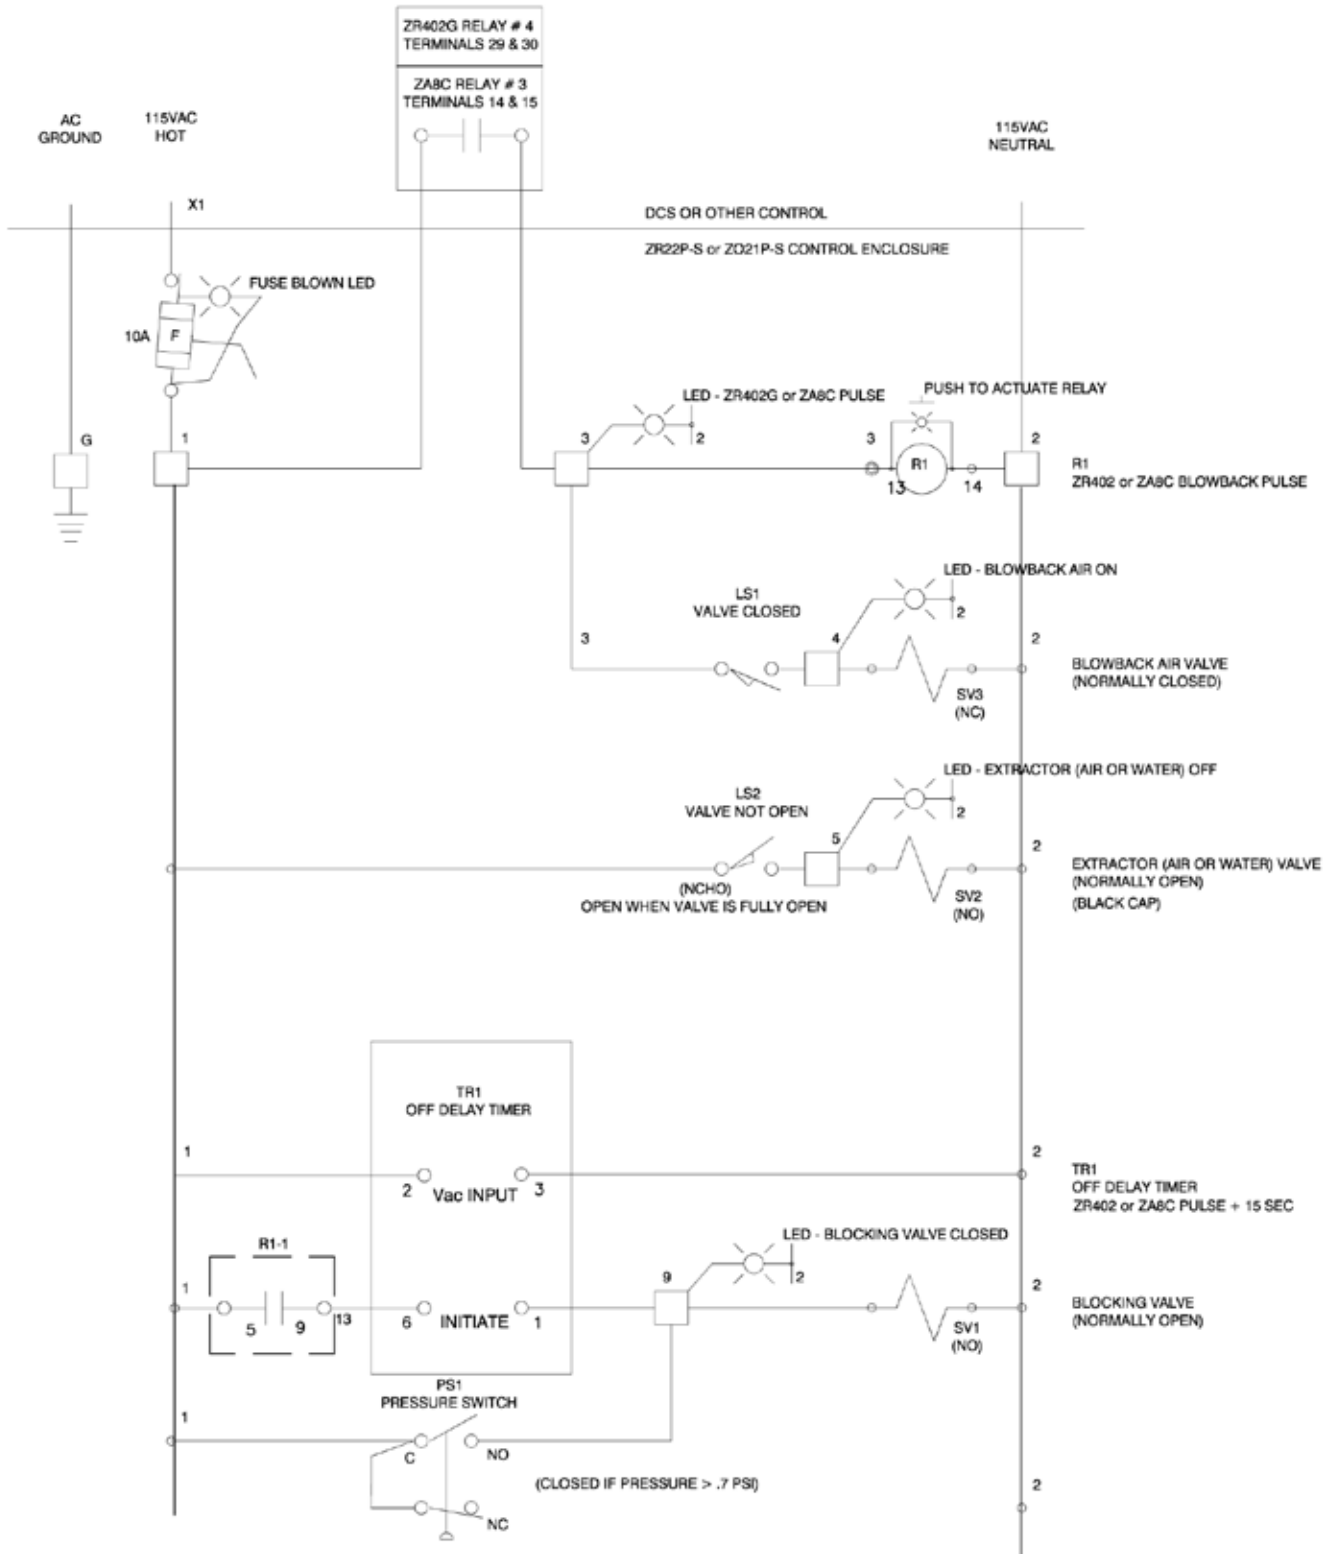 ZR402G RELAY # 4
TERMINALS 29 & 30
ZA8C RELAY # 3
TERMINALS 14 & 15
AC
GROUND
115VAC
HOT
115VAC
NEUTRAL
X1
DCS OR OTHER CONTROL
ZR22P-S or ZO21P-S CONTROL ENCLOSURE
FUSE BLOWN LED
10A
F
LED - ZR402G or ZA8C PULSE
PUSH TO ACTUATE RELAY
G
1
3
2
3
R1
2
13
14
R1
ZR402 or ZA8C BLOWBACK PULSE
LED - BLOWBACK AIR ON
LS1
VALVE CLOSED
2
3
4
2
BLOWBACK AIR VALVE
(NORMALLY CLOSED)
SV3
(NC)
LED - EXTRACTOR (AIR OR WATER) OFF
LS2
VALVE NOT OPEN
2
5
2
(NCHO)
OPEN WHEN VALVE IS FULLY OPEN
SV2
(NO)
EXTRACTOR (AIR OR WATER) VALVE
(NORMALLY OPEN)
(BLACK CAP)
TR1
OFF DELAY TIMER
1
2
2
Vac INPUT
3
TR1
OFF DELAY TIMER
ZR402 or ZA8C PULSE + 15 SEC
R1-1
LED - BLOCKING VALVE CLOSED
1
9
2
2
5
9
13
6
INITIATE
1
SV1
(NO)
BLOCKING VALVE
(NORMALLY OPEN)
PS1
PRESSURE SWITCH
1
C
NO
(CLOSED IF PRESSURE > .7 PSI)
2
NC